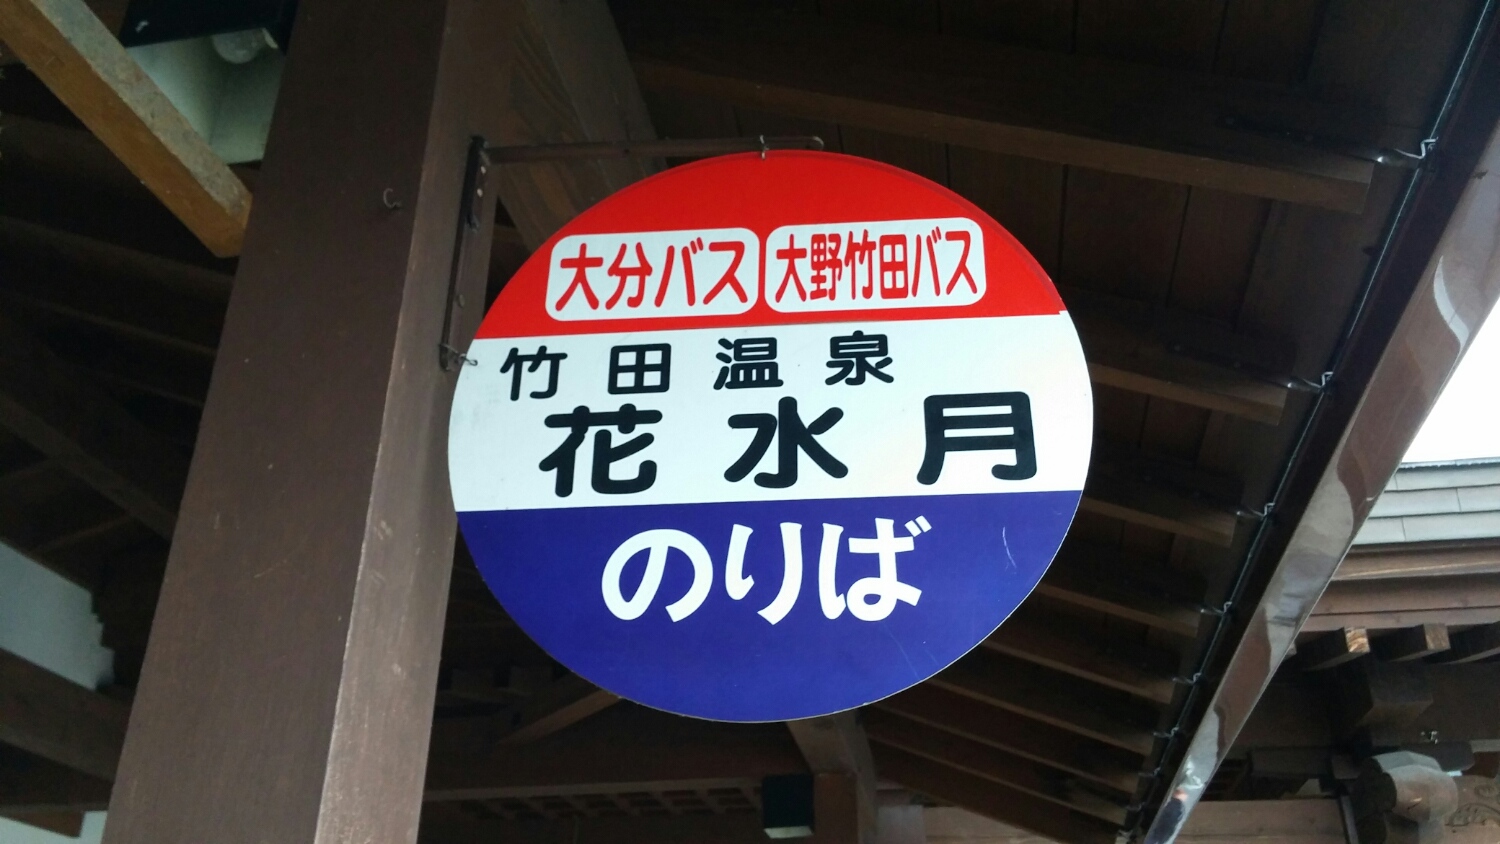 大分バス 大野竹田バス
竹田温泉
花水月
のりば